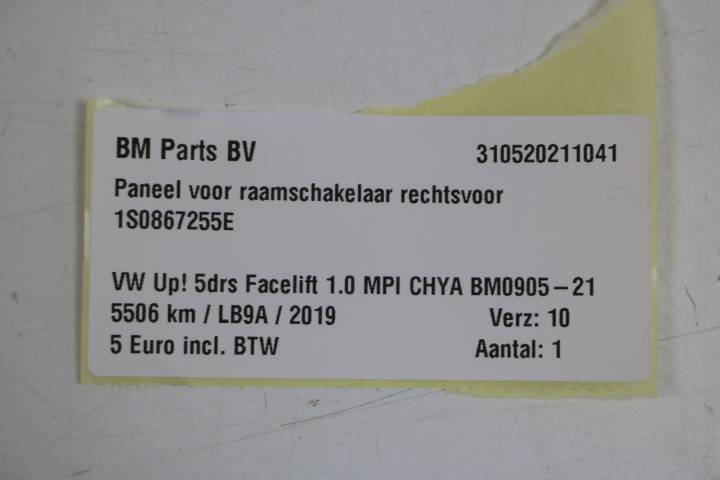 BM Parts BV 310520211041
Paneel voor raamschakelaar rechtsvoor
1S0867255E
VW Up! 5drs Facelift 1.0 MPI CHYA BM0905-21
5506 km / LB9A / 2019 Verz: 10
5 Euro incl. BTW Aantal: 1